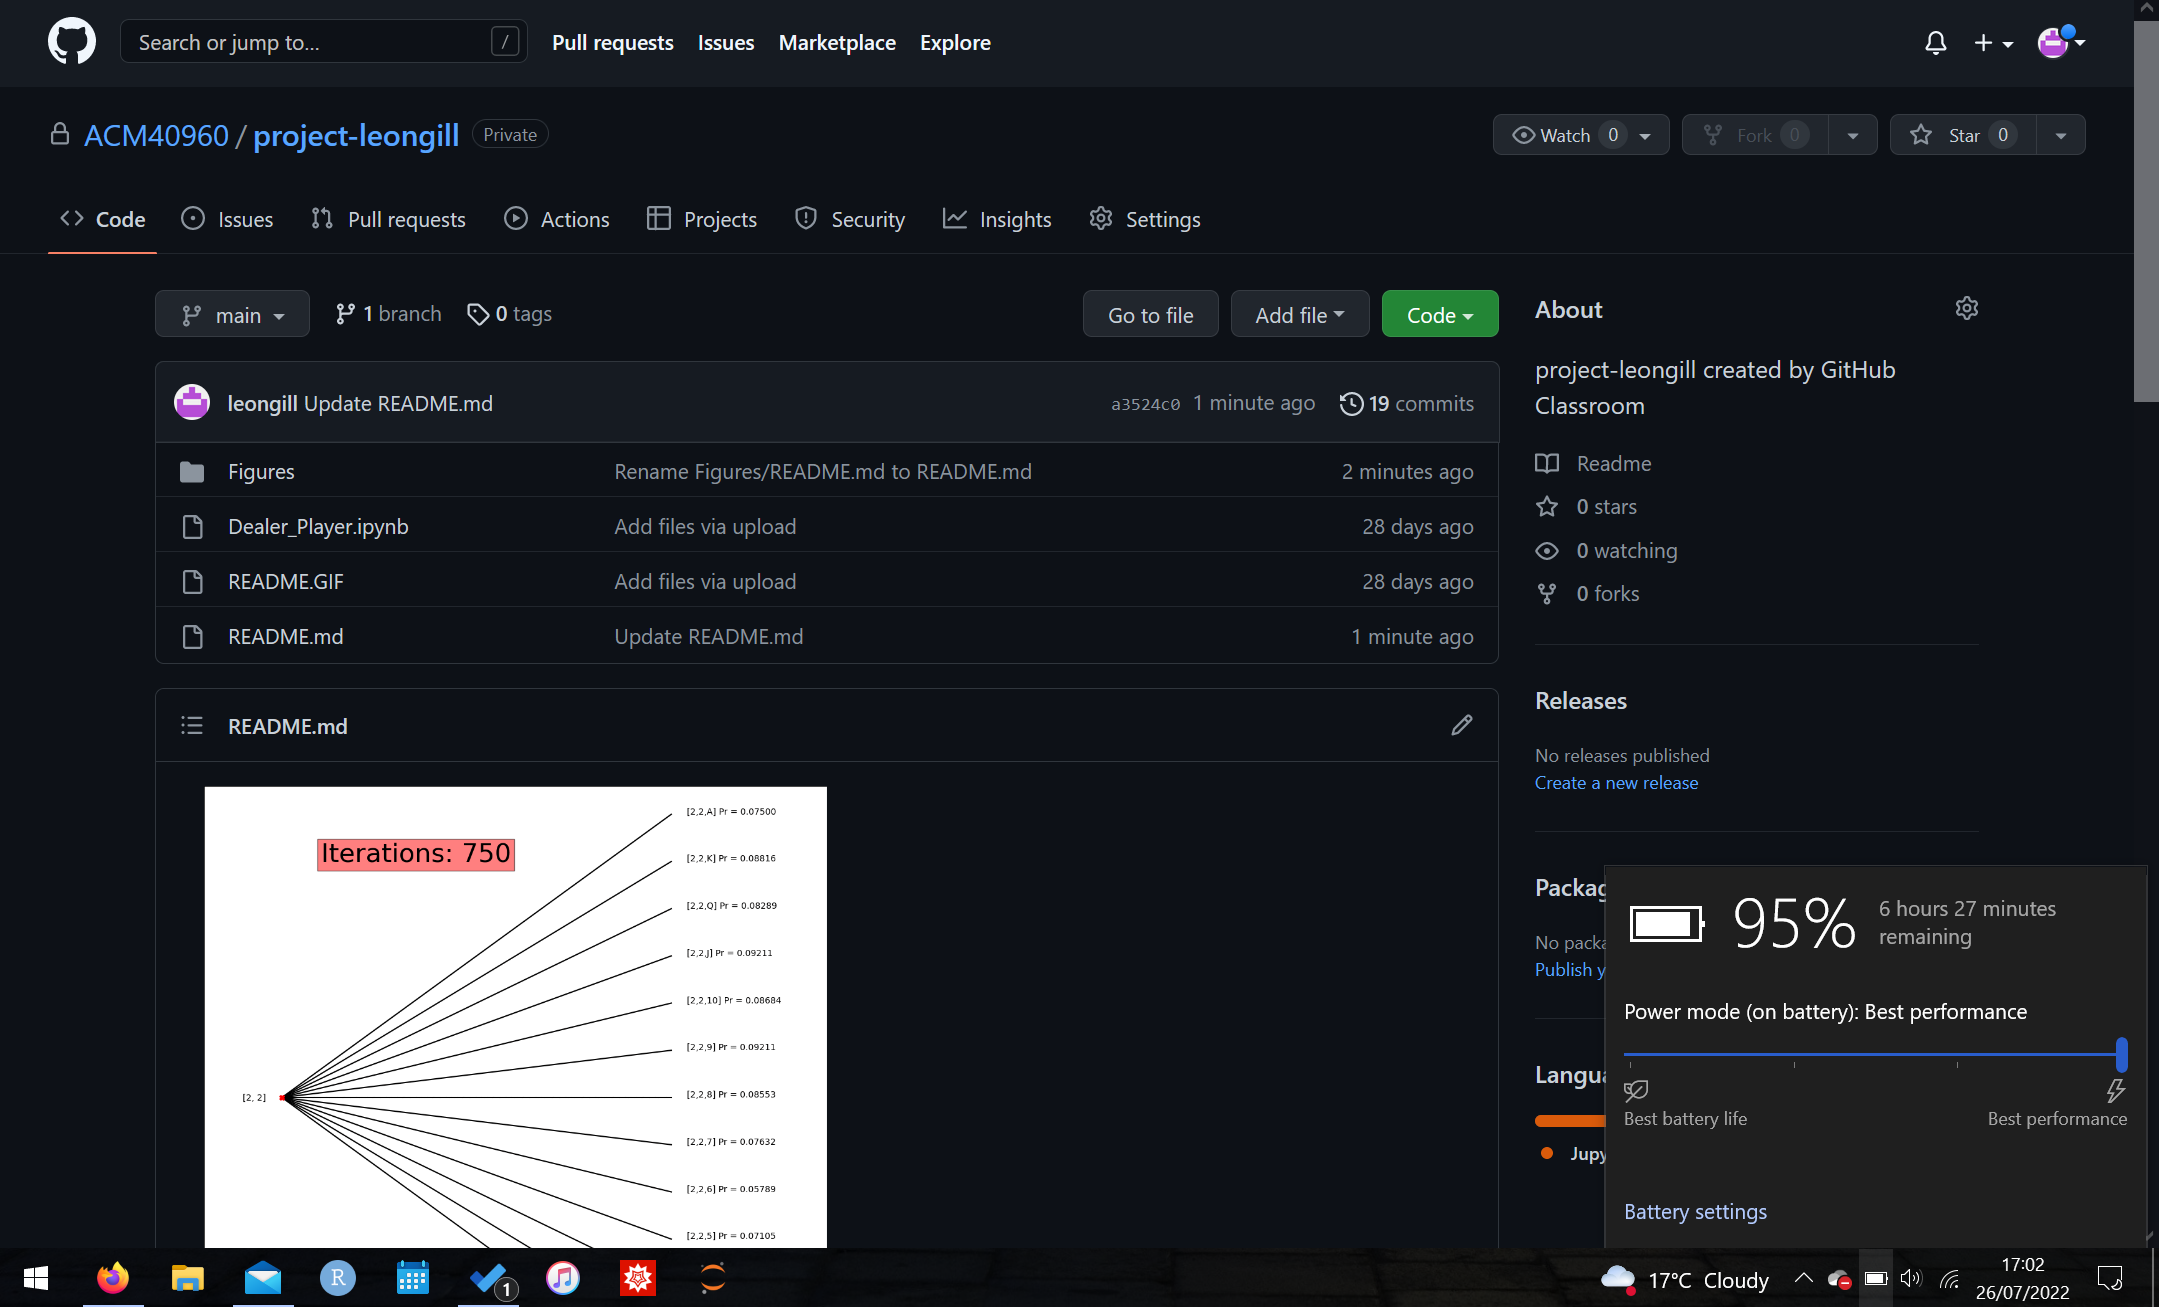 Search or jump to...
/
Pull requests
Issues
Marketplace
Explore
ACM40960 / project-leongill
Private
Watch 0
Fork 0
Star 0
Code
Issues
Pull requests
Actions
Projects
Security
Insights
Settings
main
1 branch
0 tags
Go to file
Add file
Code
leongill Update README.md
a3524c0 1 minute ago
19 commits
Figures
Rename Figures/README.md to README.md
2 minutes ago
Dealer_Player.ipynb
Add files via upload
28 days ago
README.GIF
Add files via upload
28 days ago
README.md
Update README.md
1 minute ago
README.md
Iterations: 750
[2, 2]
[2,2,A] Pr = 0.07500
[2,2,K] Pr = 0.08816
[2,2,Q] Pr = 0.08289
[2,2,J] Pr = 0.09211
[2,2,10] Pr = 0.08684
[2,2,9] Pr = 0.09211
[2,2,8] Pr = 0.08553
[2,2,7] Pr = 0.07632
[2,2,6] Pr = 0.05789
[2,2,5] Pr = 0.07105
About
project-leongill created by GitHub
Classroom
Readme
0 stars
0 watching
0 forks
Releases
No releases published
Create a new release
Packag
No packa
Publish y
Langua
Jupy
95%
6 hours 27 minutes
remaining
Power mode (on battery): Best performance
Best battery life
Best performance
Battery settings
R
1
17°C Cloudy
17:02
26/07/2022